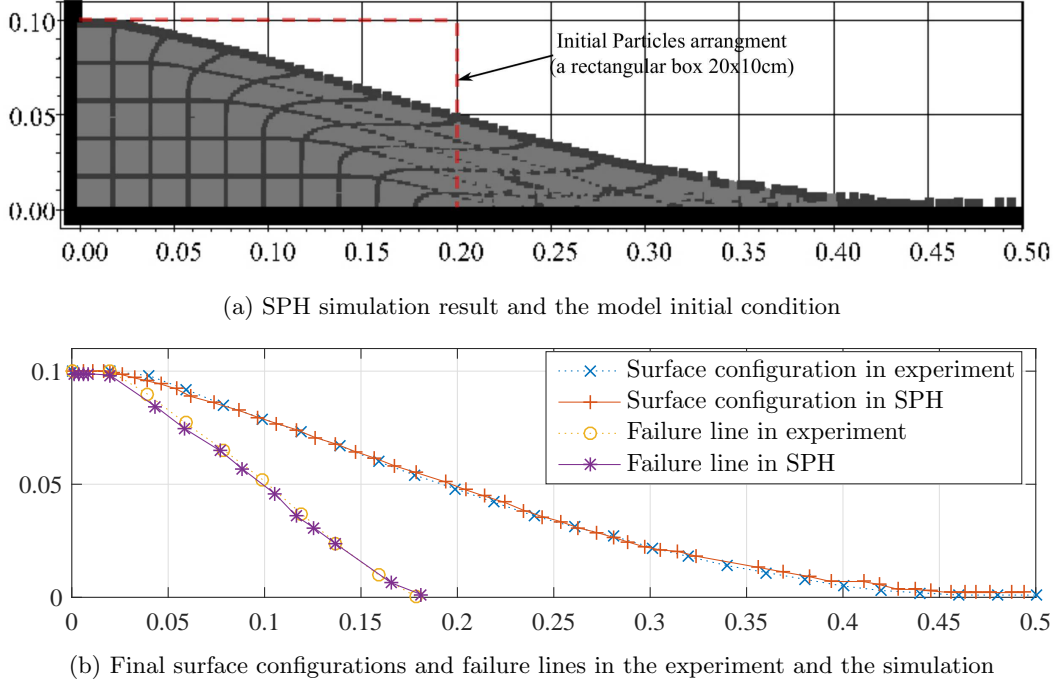 0.10
Initial Particles arrangment
(a rectangular box 20x10cm)
0.05
0.00
0.00 0.05 0.10 0.15 0.20 0.25 0.30 0.35 0.40 0.45 0.50
(a) SPH simulation result and the model initial condition
0.1
Surface configuration in experiment
Surface configuration in SPH
Failure line in experiment
Failure line in SPH
0.05
0
0 0.05 0.1 0.15 0.2 0.25 0.3 0.35 0.4 0.45 0.5
(b) Final surface configurations and failure lines in the experiment and the simulation